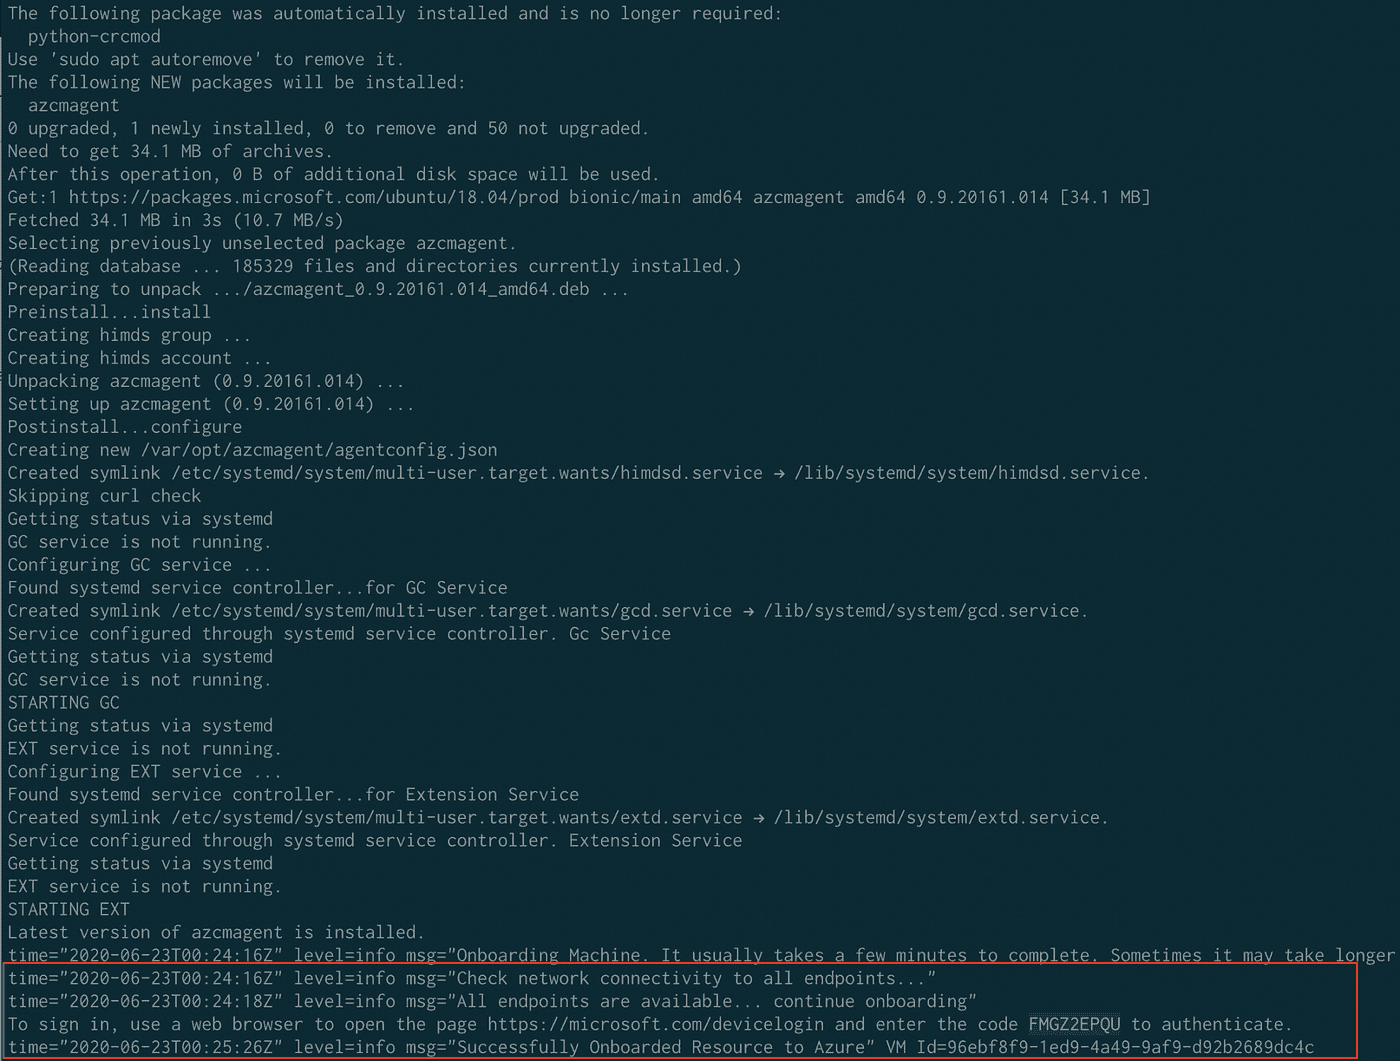 The following package was automatically installed and is no longer required:
python-crcmod
Use 'sudo apt autoremove' to remove it.
The following NEW packages will be installed:
azcmagent
0 upgraded, 1 newly installed, 0 to remove and 50 not upgraded.
Need to get 34.1 MB of archives.
After this operation, 0 B of additional disk space will be used.
Get:1 https://packages.microsoft.com/ubuntu/18.04/prod bionic/main amd64 azcmagent amd64 0.9.20161.014 [34.1 MB]
Fetched 34.1 MB in 3s (10.7 MB/s)
Selecting previously unselected package azcmagent.
(Reading database ... 185329 files and directories currently installed.)
Preparing to unpack .../azcmagent_0.9.20161.014_amd64.deb ...
Preinstall...install
Creating himds group ...
Creating himds account ...
Unpacking azcmagent (0.9.20161.014) ...
Setting up azcmagent (0.9.20161.014) ...
Postinstall...configure
Creating new /var/opt/azcmagent/agentconfig.json
Created symlink /etc/systemd/system/multi-user.target.wants/himdsd.service → /lib/systemd/system/himdsd.service.
Skipping curl check
Getting status via systemd
GC service is not running.
Configuring GC service ...
Found systemd service controller...for GC Service
Created symlink /etc/systemd/system/multi-user.target.wants/gcd.service → /lib/systemd/system/gcd.service.
Service configured through systemd service controller. Gc Service
Getting status via systemd
GC service is not running.
STARTING GC
Getting status via systemd
EXT service is not running.
Configuring EXT service ...
Found systemd service controller...for Extension Service
Created symlink /etc/systemd/system/multi-user.target.wants/extd.service → /lib/systemd/system/extd.service.
Service configured through systemd service controller. Extension Service
Getting status via systemd
EXT service is not running.
STARTING EXT
Latest version of azcmagent is installed.
time="2020-06-23T00:24:16Z" level=info msg="Onboarding Machine. It usually takes a few minutes to complete. Sometimes it may take longer
time="2020-06-23T00:24:16Z" level=info msg="Check network connectivity to all endpoints..."
time="2020-06-23T00:24:18Z" level=info msg="All endpoints are available... continue onboarding"
To sign in, use a web browser to open the page https://microsoft.com/devicelogin and enter the code FMGZ2EPQU to authenticate.
time="2020-06-23T00:25:26Z" level=info msg="Successfully Onboarded Resource to Azure" VM Id=96ebf8f9-1ed9-4a49-9af9-d92b2689dc4c